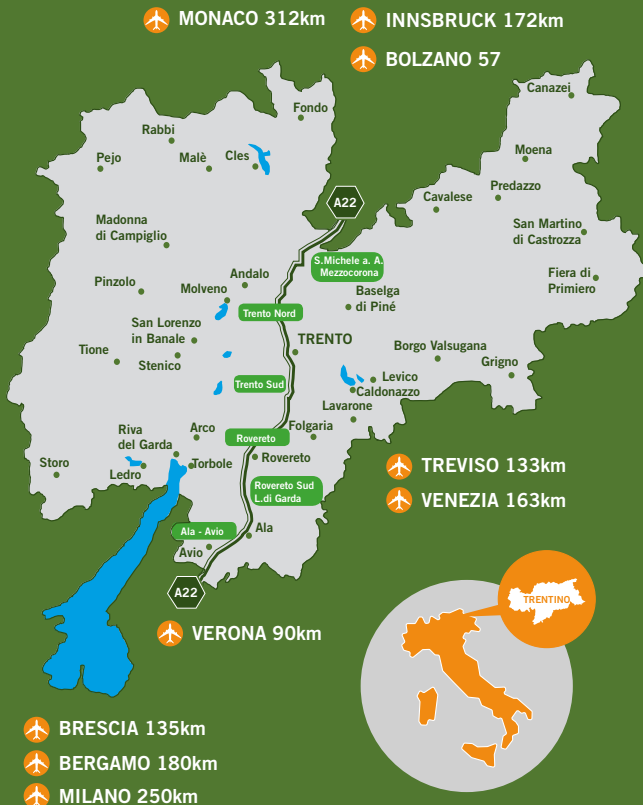 MONACO 312km
INNSBRUCK 172km
BOLZANO 57
Canazei
Fondo
Rabbi
Moena
Pejo
Malè
Cles
Predazzo
A22
Cavalese
Madonna
di Campiglio
San Martino
di Castrozza
S.Michele a. A.
Mezzocorona
Andalo
Fiera di
Primiero
Pinzolo
Molveno
Baselga
di Piné
Trento Nord
San Lorenzo
in Banale
TRENTO
Borgo Valsugana
Tione
Stenico
Grigno
Levico
Trento Sud
Caldonazzo
Lavarone
Riva
del Garda
Arco
Folgaria
Rovereto
Rovereto
Storo
Ledro
Torbole
TREVISO 133km
Rovereto Sud
L.di Garda
VENEZIA 163km
Ala - Avio
Ala
Avio
A22
TRENTINO
VERONA 90km
BRESCIA 135km
BERGAMO 180km
MILANO 250km